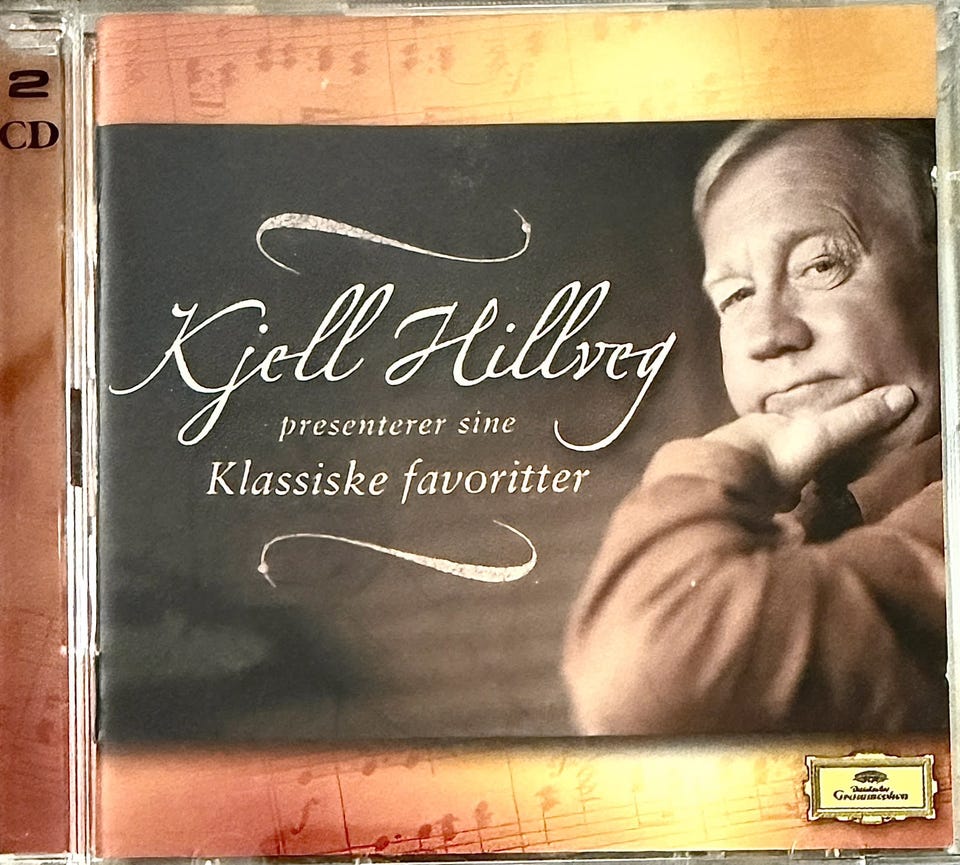 2
CD
Kjell Hillveg
presenterer sine
Klassiske favoritter
Deutsche
Grammophon